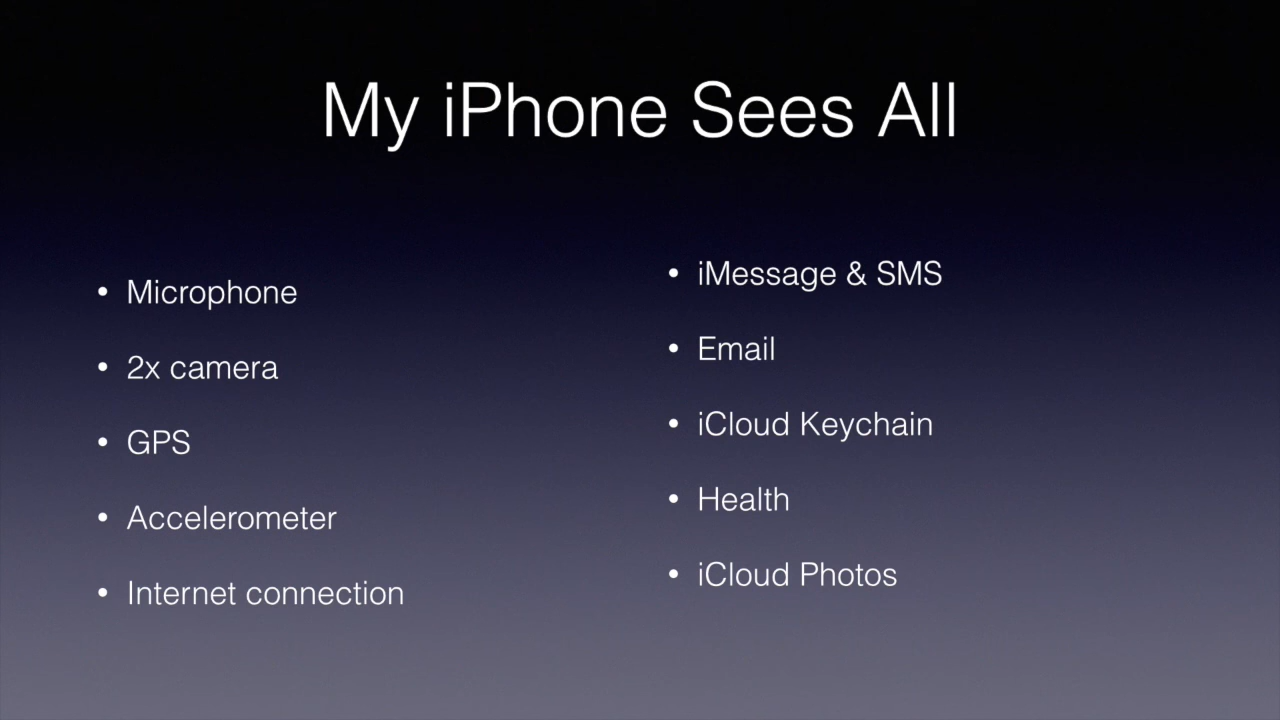 My iPhone Sees All
• Microphone
• 2x camera
• GPS
• Accelerometer
• Internet connection
• iMessage & SMS
• Email
• iCloud Keychain
• Health
• iCloud Photos